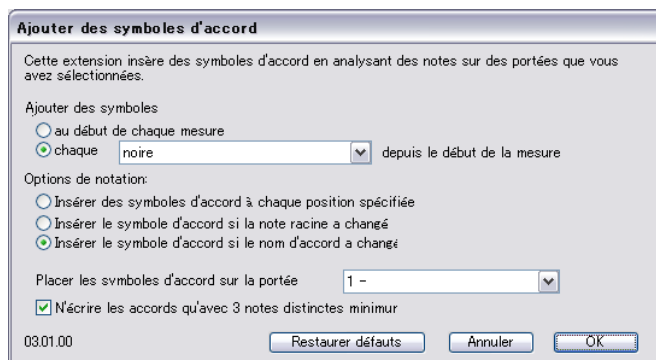 Ajouter des symboles d'accord
Cette extension insère des symboles d'accord en analysant des notes sur des portées que vous
avez sélectionnées.
Ajouter des symboles
au début de chaque mesure
chaque noire depuis le début de la mesure
Options de notation:
Insérer des symboles d'accord à chaque position spécifiée
Insérer le symbole d'accord si la note racine a changé
Insérer le symbole d'accord si le nom d'accord a changé
Placer les symboles d'accord sur la portée 1 -
N'écrire les accords qu'avec 3 notes distinctes minimur
03.01.00 Restaurer défauts Annuler OK